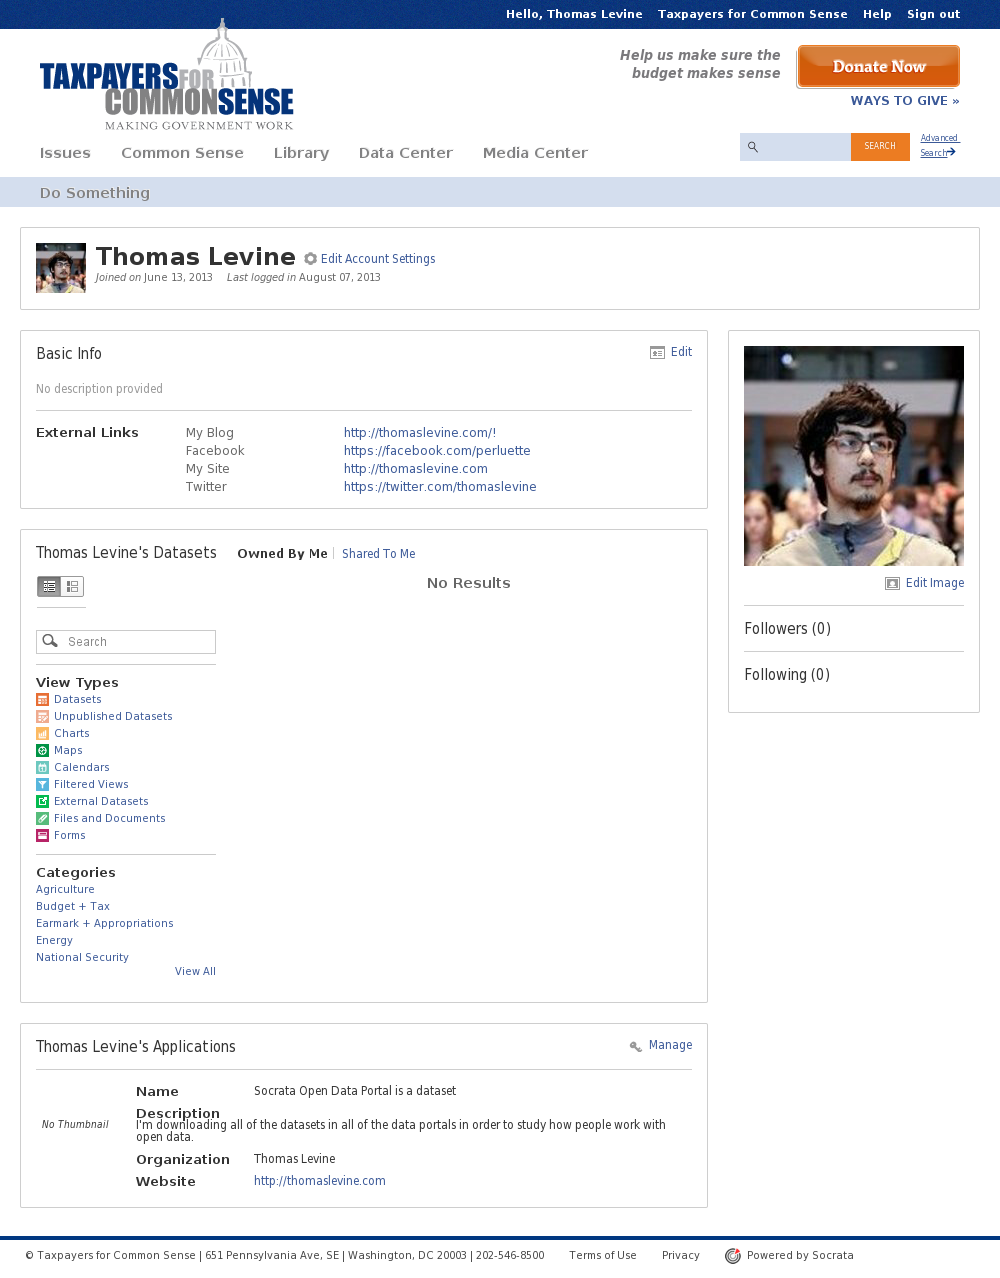 Hello, Thomas Levine Taxpayers for Common Sense Help Sign out
TAXPAYERS FOR
COMMON SENSE
MAKING GOVERNMENT WORK
Help us make sure the
budget makes sense
Donate Now
WAYS TO GIVE »
Issues Common Sense Library Data Center Media Center
SEARCH
Advanced
Search
Do Something
Thomas Levine Edit Account Settings
Joined on June 13, 2013 Last logged in August 07, 2013
Basic Info
Edit
No description provided
External Links
My Blog http://thomaslevine.com/!
Facebook https://facebook.com/perluette
My Site http://thomaslevine.com
Twitter https://twitter.com/thomaslevine
Edit Image
Followers (0)
Following (0)
Thomas Levine's Datasets Owned By Me Shared To Me
No Results
Search
View Types
Datasets
Unpublished Datasets
Charts
Maps
Calendars
Filtered Views
External Datasets
Files and Documents
Forms
Categories
Agriculture
Budget + Tax
Earmark + Appropriations
Energy
National Security
View All
Thomas Levine's Applications
Manage
No Thumbnail
Name Socrata Open Data Portal is a dataset
Description
I'm downloading all of the datasets in all of the data portals in order to study how people work with
open data.
Organization Thomas Levine
Website http://thomaslevine.com
© Taxpayers for Common Sense | 651 Pennsylvania Ave, SE | Washington, DC 20003 | 202-546-8500 Terms of Use Privacy Powered by Socrata